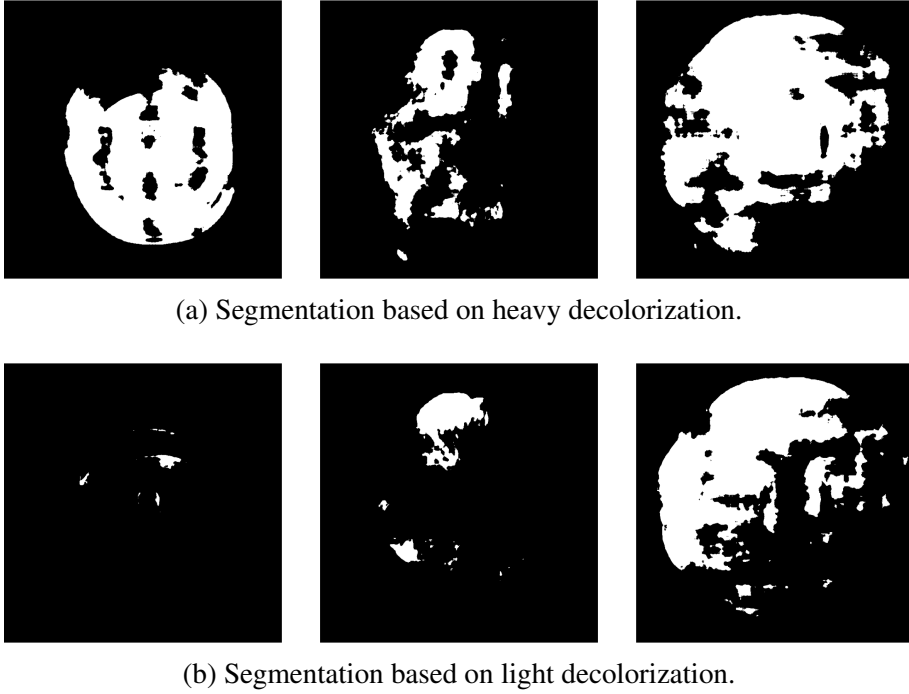 (a) Segmentation based on heavy decolorization.
(b) Segmentation based on light decolorization.